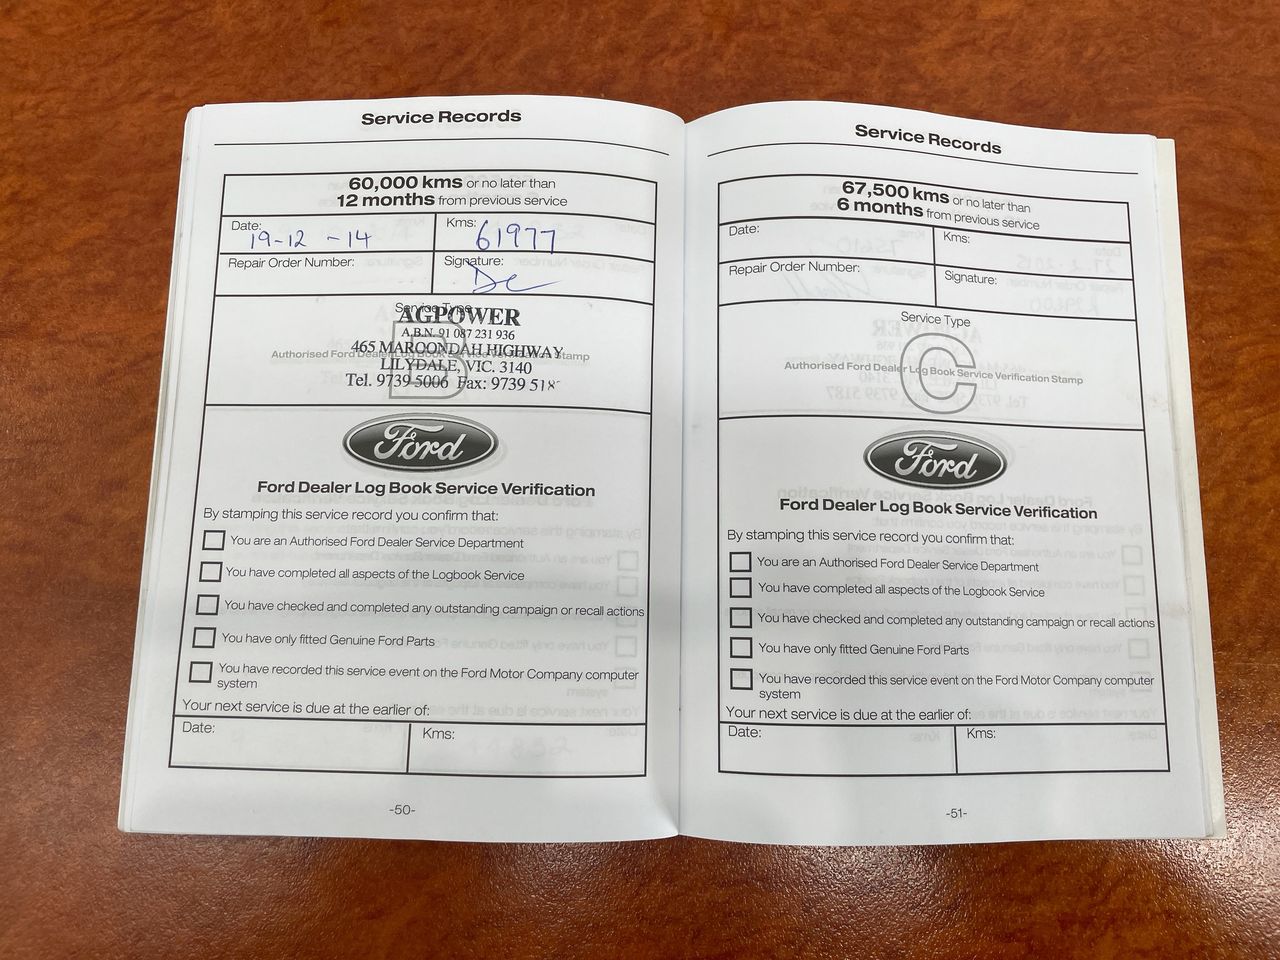 Service Records
60,000 kms or no later than
12 months from previous service
Date:
19-12-14
Kms:
61977
Repair Order Number:
Signature:
Service Type
AGPOWER
A.B.N. 91 087 231 936
465 MAROONDAH HIGHWAY
LILYDALE, VIC. 3140
Tel. 9739 5006 Fax: 9739 518
B
Authorised Ford Dealer Log Book Service Verification Stamp
Ford
Ford Dealer Log Book Service Verification
By stamping this service record you confirm that:
You are an Authorised Ford Dealer Service Department
You have completed all aspects of the Logbook Service
You have checked and completed any outstanding campaign or recall actions
You have only fitted Genuine Ford Parts
You have recorded this service event on the Ford Motor Company computer
system
Your next service is due at the earlier of:
Date:
Kms:
-50-
Service Records
67,500 kms or no later than
6 months from previous service
Date:
Kms:
Repair Order Number:
Signature:
Service Type
C
Authorised Ford Dealer Log Book Service Verification Stamp
Ford
Ford Dealer Log Book Service Verification
By stamping this service record you confirm that:
You are an Authorised Ford Dealer Service Department
You have completed all aspects of the Logbook Service
You have checked and completed any outstanding campaign or recall actions
You have only fitted Genuine Ford Parts
You have recorded this service event on the Ford Motor Company computer
system
Your next service is due at the earlier of:
Date:
Kms:
-51-